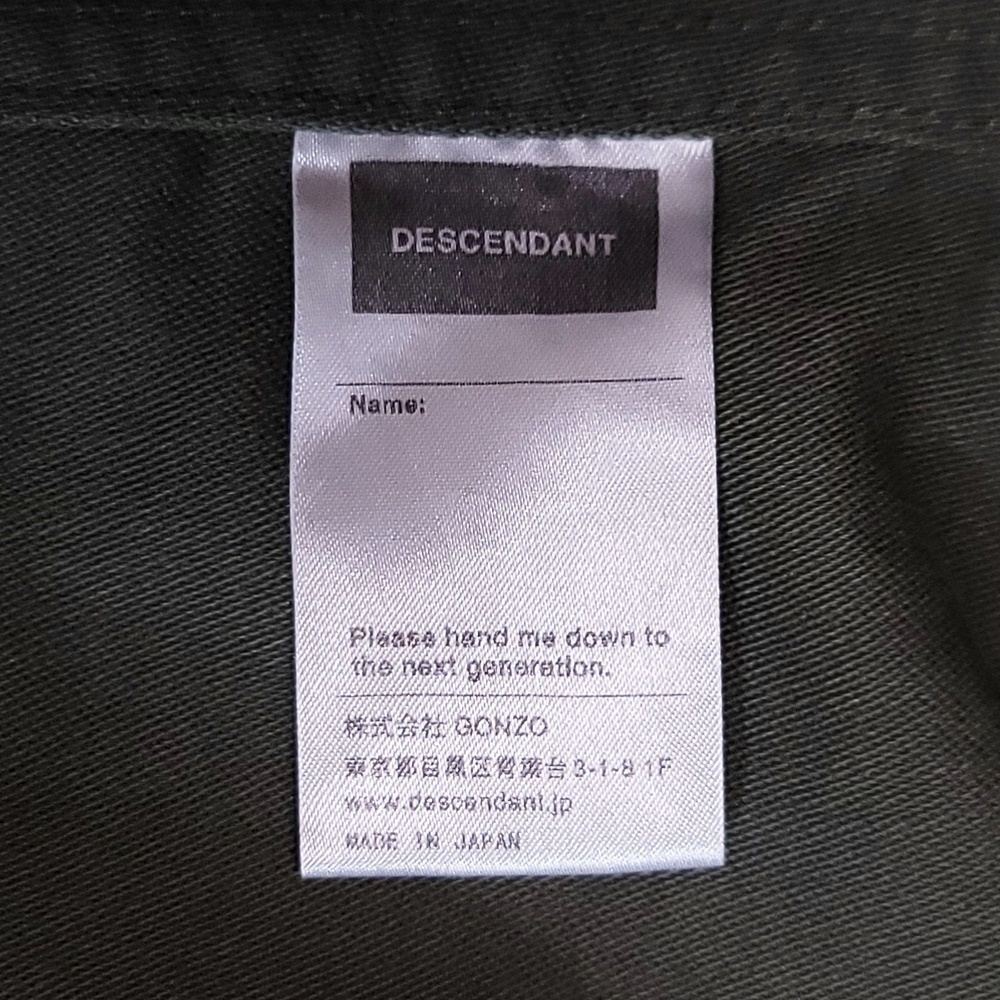 DESCENDANT
Name:
Please hand me down to
the next generation.
株式会社 GONZO
東京都目黒区青葉台3-1-8 1F
www.descendant.jp
MADE IN JAPAN